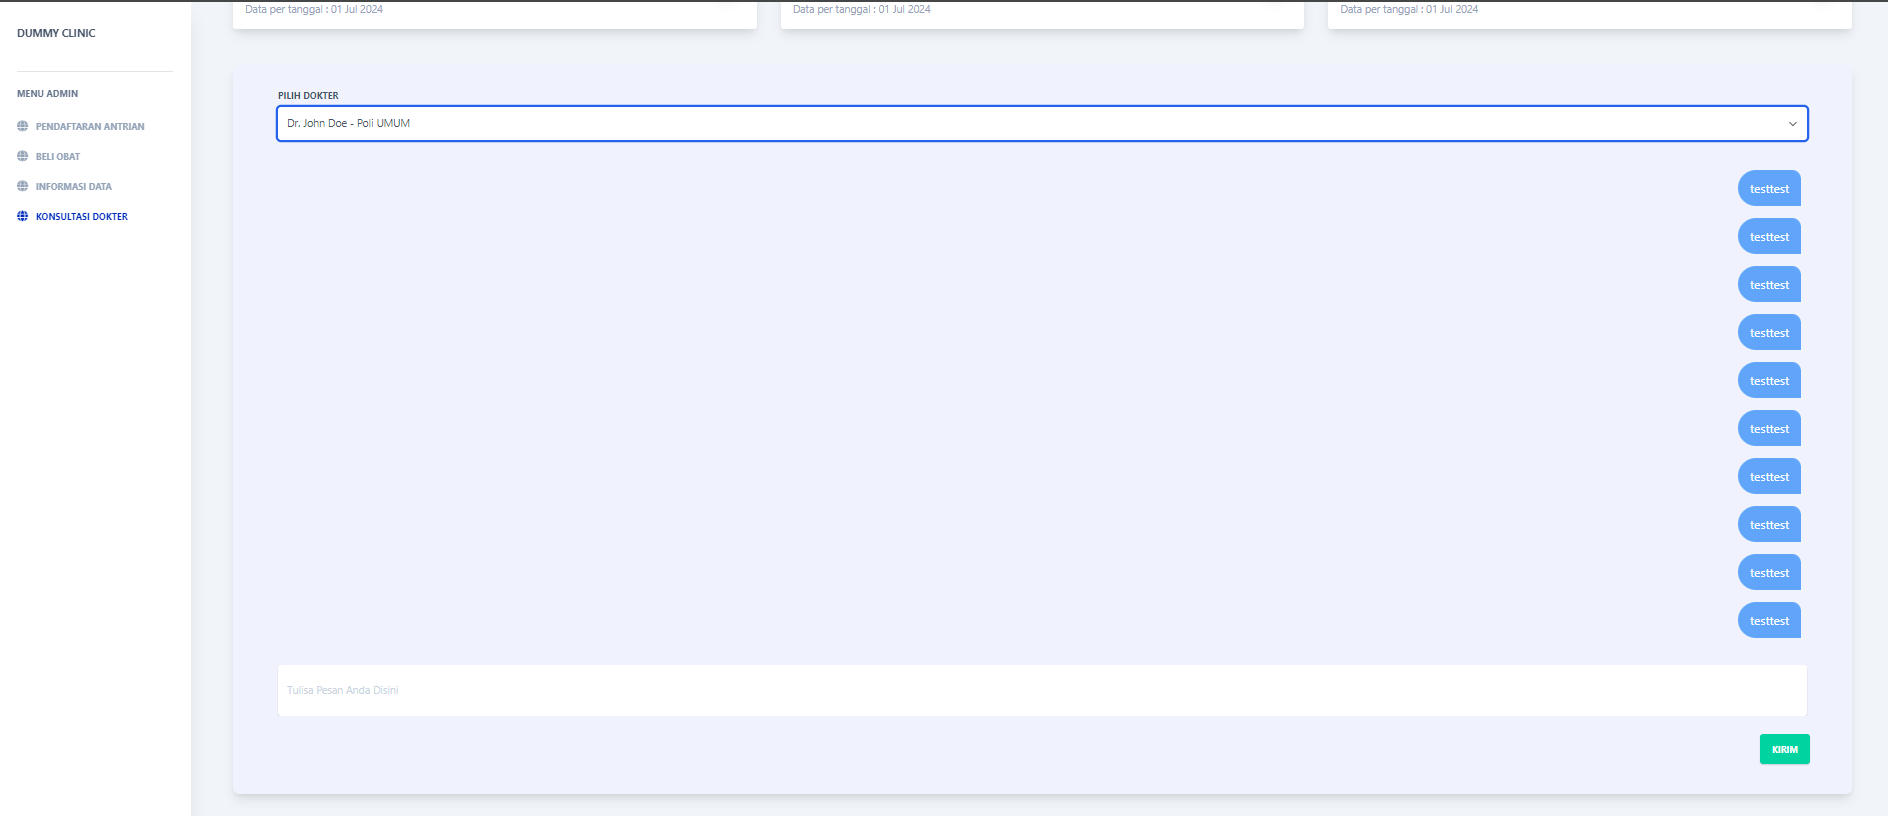 Data per tanggal : 01 Jul 2024
Data per tanggal : 01 Jul 2024
Data per tanggal : 01 Jul 2024
DUMMY CLINIC
MENU ADMIN
PENDAFTARAN ANTRIAN
BELI OBAT
INFORMASI DATA
KONSULTASI DOKTER
PILIH DOKTER
Dr. John Doe - Poli UMUM
testtest
testtest
testtest
testtest
testtest
testtest
testtest
testtest
testtest
testtest
Tulisa Pesan Anda Disini
KIRIM